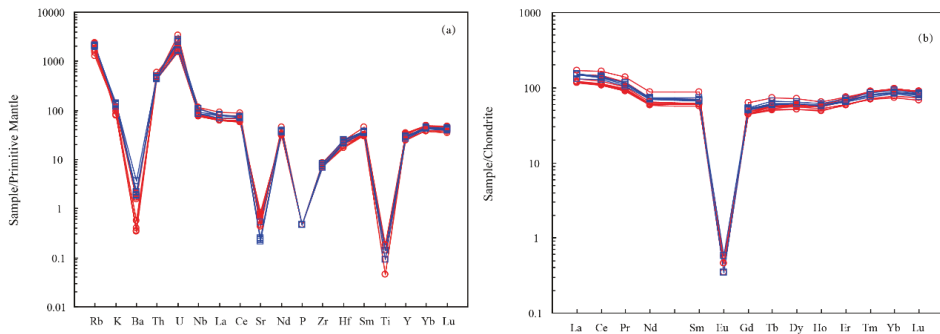 (a)
Sample/Primitive Mantle
10000
1000
100
10
1
0.1
0.01
Rb K Ba Th U Nb La Ce Sr Nd P Zr Hf Sm Ti Y Yb Lu
(b)
Sample/Chondrite
1000
100
10
1
0.1
La Ce Pr Nd Sm Eu Gd Tb Dy Ho Er Tm Yb Lu